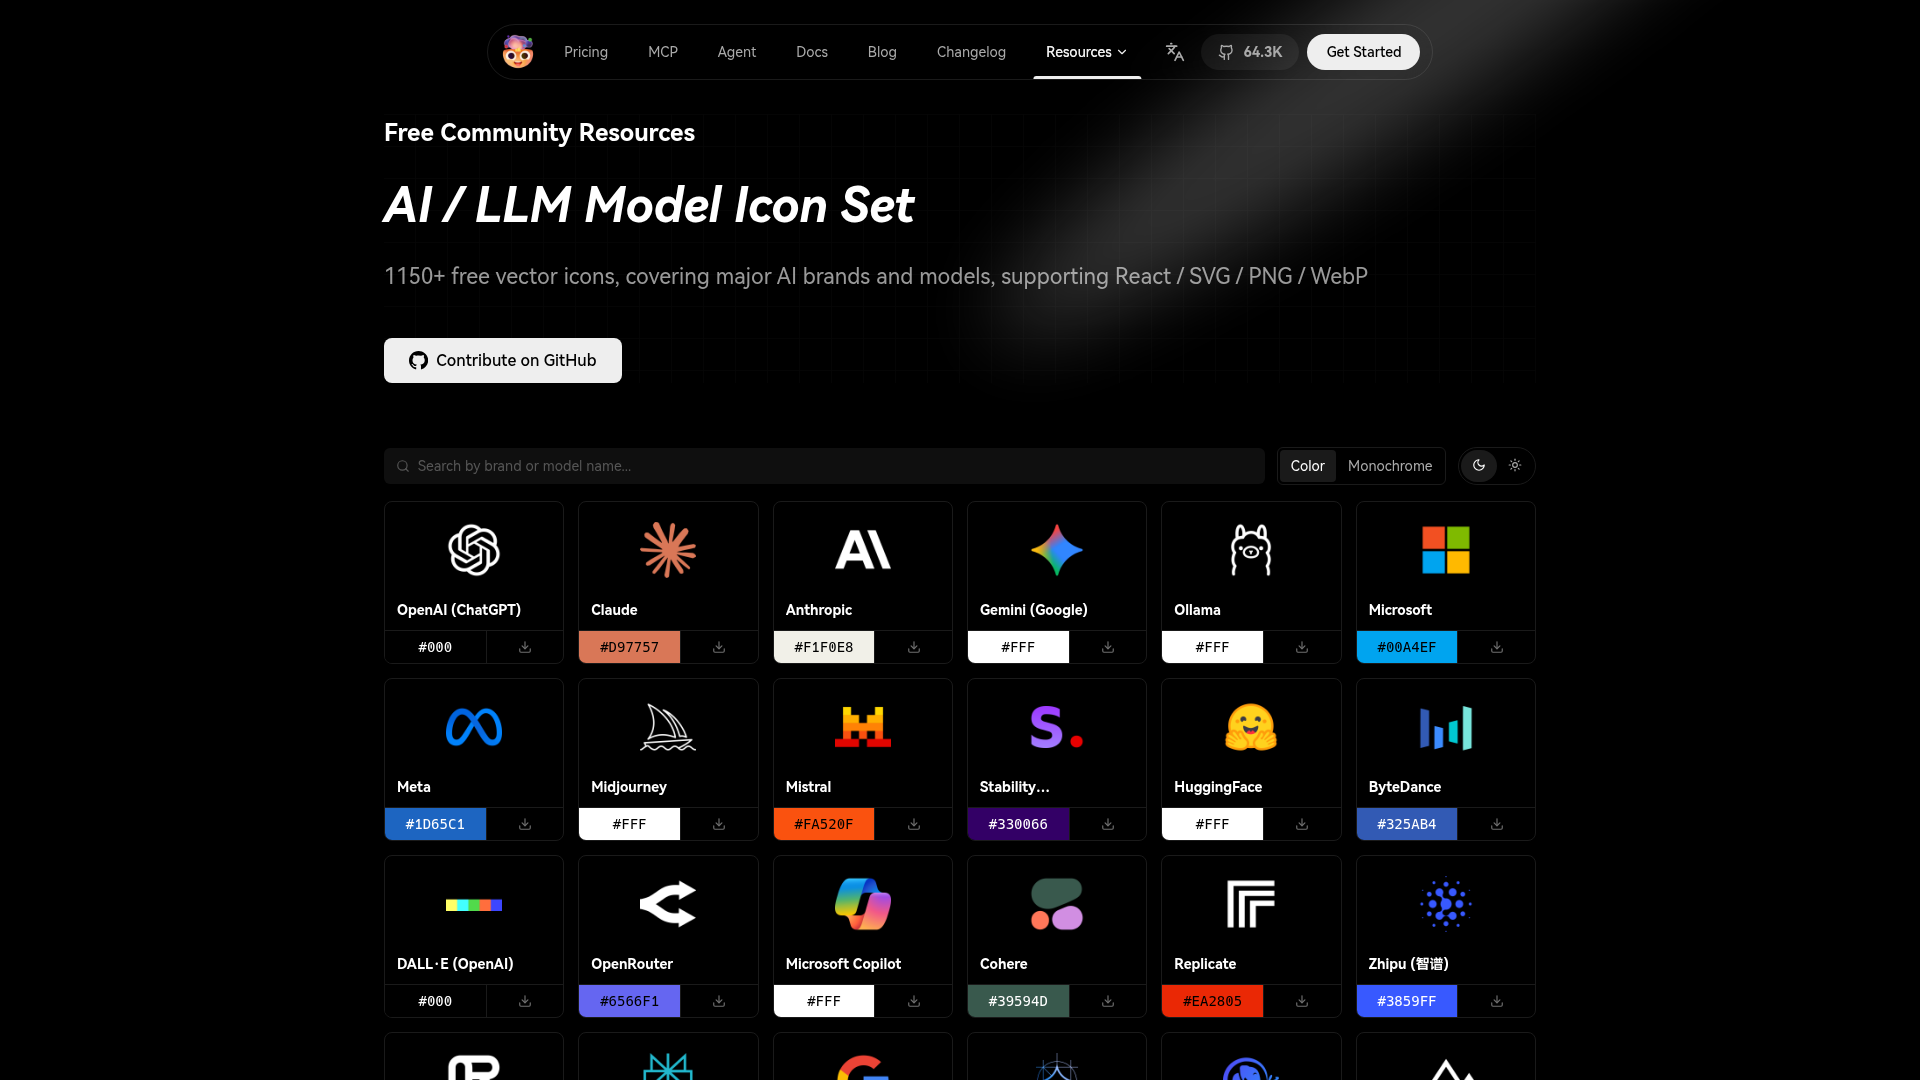 Pricing MCP Agent Docs Blog Changelog Resources 64.3K Get Started
Free Community Resources
AI / LLM Model Icon Set
1150+ free vector icons, covering major AI brands and models, supporting React / SVG / PNG / WebP
Contribute on GitHub
Search by brand or model name... Color Monochrome
OpenAI (ChatGPT) Claude Anthropic Gemini (Google) Ollama Microsoft
#000 #D97757 #F1F0E8 #FFF #FFF #00A4EF
Meta Midjourney Mistral Stability... HuggingFace ByteDance
#1D65C1 #FFF #FA520F #330066 #FFF #325AB4
DALL·E (OpenAI) OpenRouter Microsoft Copilot Cohere Replicate Zhipu (智谱)
#000 #6566F1 #FFF #39594D #EA2805 #3859FF